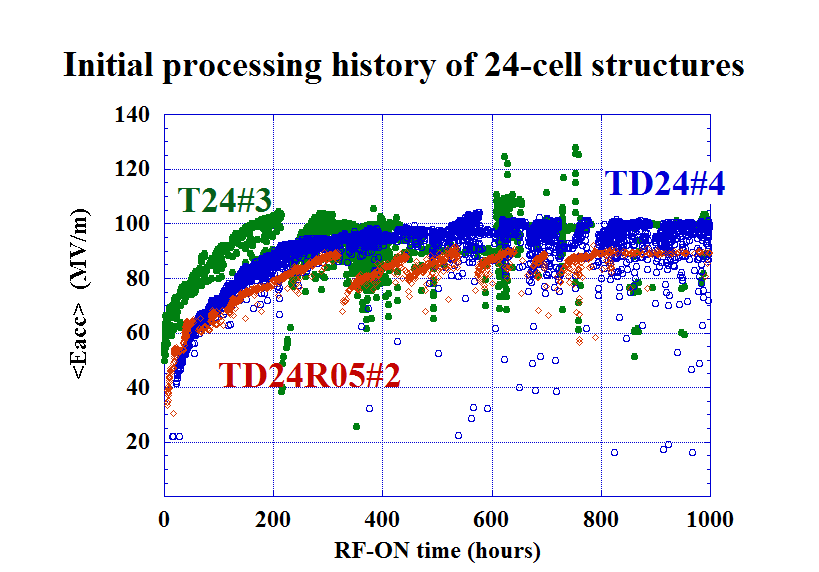 Initial processing history of 24-cell structures
140
120
100
80
60
40
20
<Eacc> (MV/m)
T24#3
TD24#4
TD24R05#2
0 200 400 600 800 1000
RF-ON time (hours)